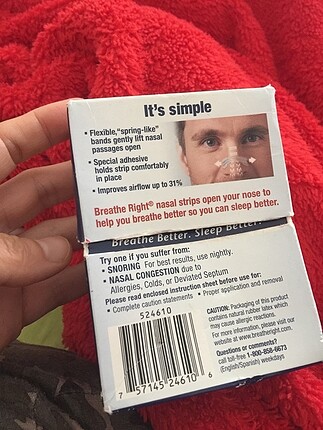 It's simple
• Flexible, "spring-like"
bands gently lift nasal
passages open
• Special adhesive
holds strip comfortably
in place
• Improves airflow up to 31%
Breathe Right® nasal strips open your nose to
help you breathe better so you can sleep better.
Breathe Better. Sleep Better.
Try one if you suffer from:
• SNORING For best results, use nightly.
• NASAL CONGESTION due to
Allergies, Colds, or Deviated Septum
Please read enclosed instruction sheet before use for:
• Complete caution statements • Proper application and removal
524610
7 57145 24610 6
CAUTION: Packaging of this product
contains natural rubber latex which
may cause allergic reactions.
For more information, please visit our
website at www.breatheright.com.
Questions or comments?
call toll-free 1-800-858-6673
(English/Spanish) weekdays